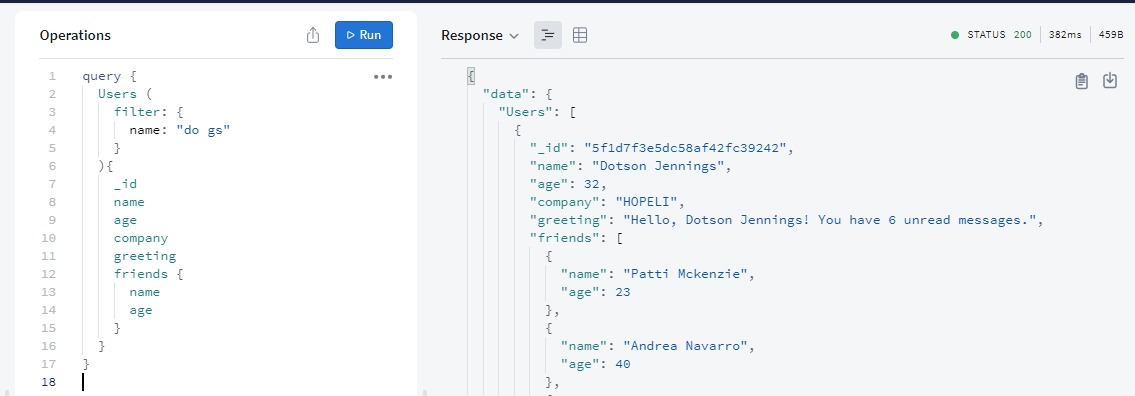 Operations
Run
1 query {
2 Users (
3 filter: {
4 name: "do gs"
5 }
6 ){
7 _id
8 name
9 age
10 company
11 greeting
12 friends {
13 name
14 age
15 }
16 }
17 }
18
Response
STATUS 200 382ms 459B
{
"data": {
"Users": [
{
"_id": "5f1d7f3e5dc58af42fc39242",
"name": "Dotson Jennings",
"age": 32,
"company": "HOPELI",
"greeting": "Hello, Dotson Jennings! You have 6 unread messages.",
"friends": [
{
"name": "Patti Mckenzie",
"age": 23
},
{
"name": "Andrea Navarro",
"age": 40
},